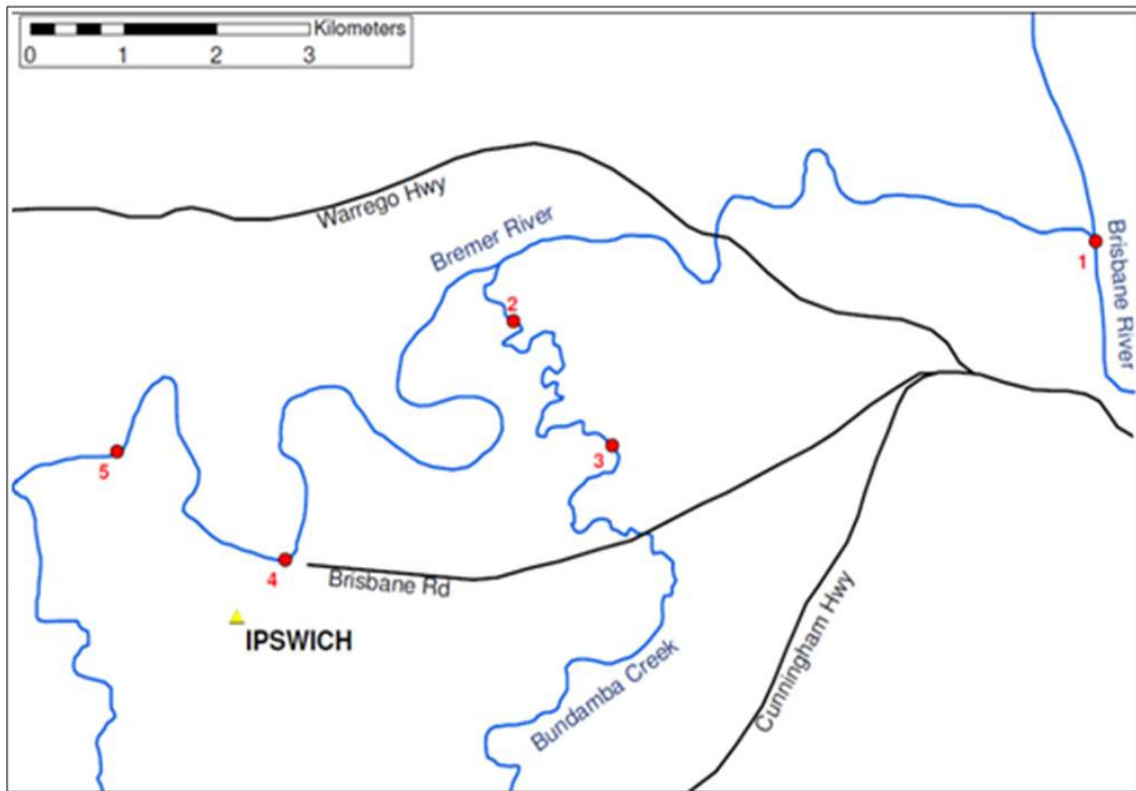 Kilometers
0 1 2 3
Warrego Hwy
Bremer River
Brisbane River
1
2
3
4
5
Brisbane Rd
IPSWICH
Bundamba Creek
Cunningham Hwy